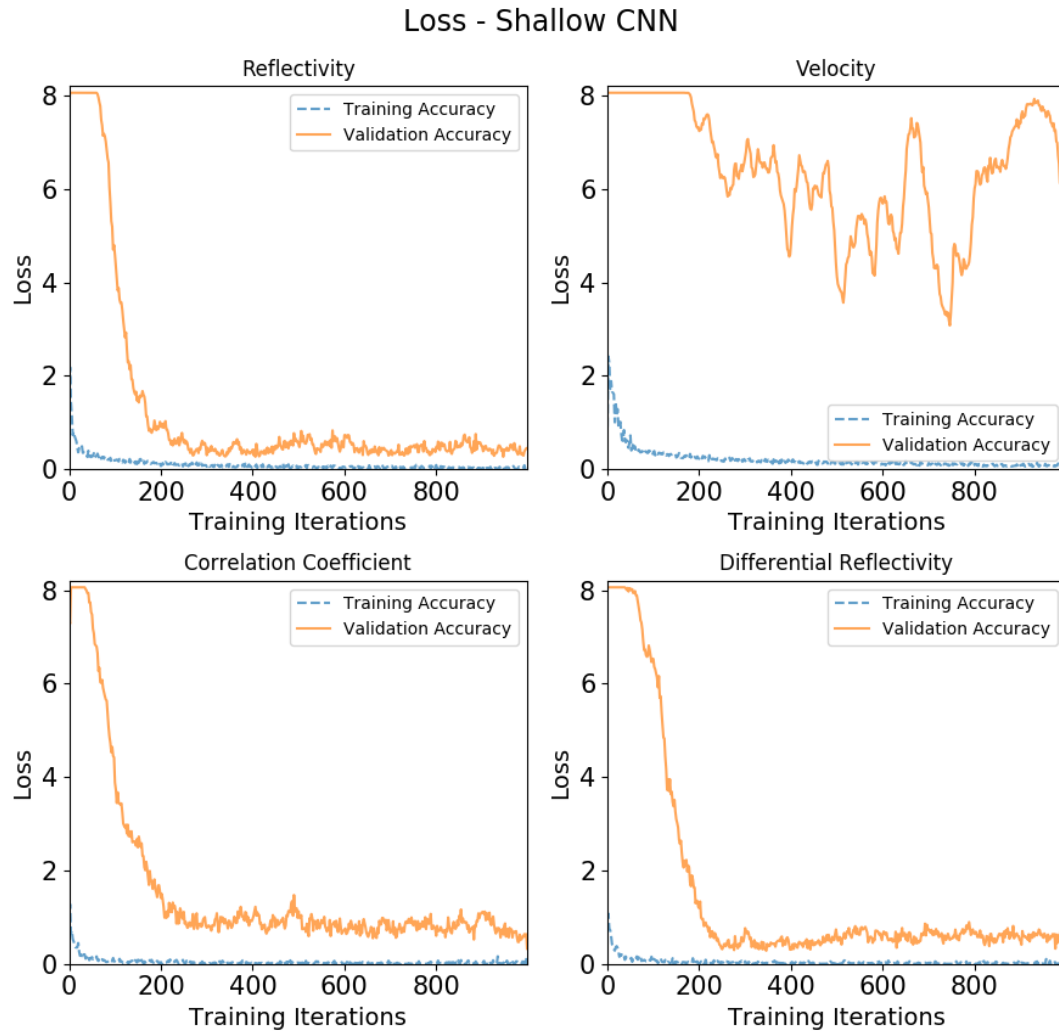 Loss - Shallow CNN
Reflectivity
8
6
4
2
0
Loss
Training Accuracy
Validation Accuracy
0 200 400 600 800
Training Iterations
Velocity
8
6
4
2
0
Loss
Training Accuracy
Validation Accuracy
0 200 400 600 800
Training Iterations
Correlation Coefficient
8
6
4
2
0
Loss
Training Accuracy
Validation Accuracy
0 200 400 600 800
Training Iterations
Differential Reflectivity
8
6
4
2
0
Loss
Training Accuracy
Validation Accuracy
0 200 400 600 800
Training Iterations